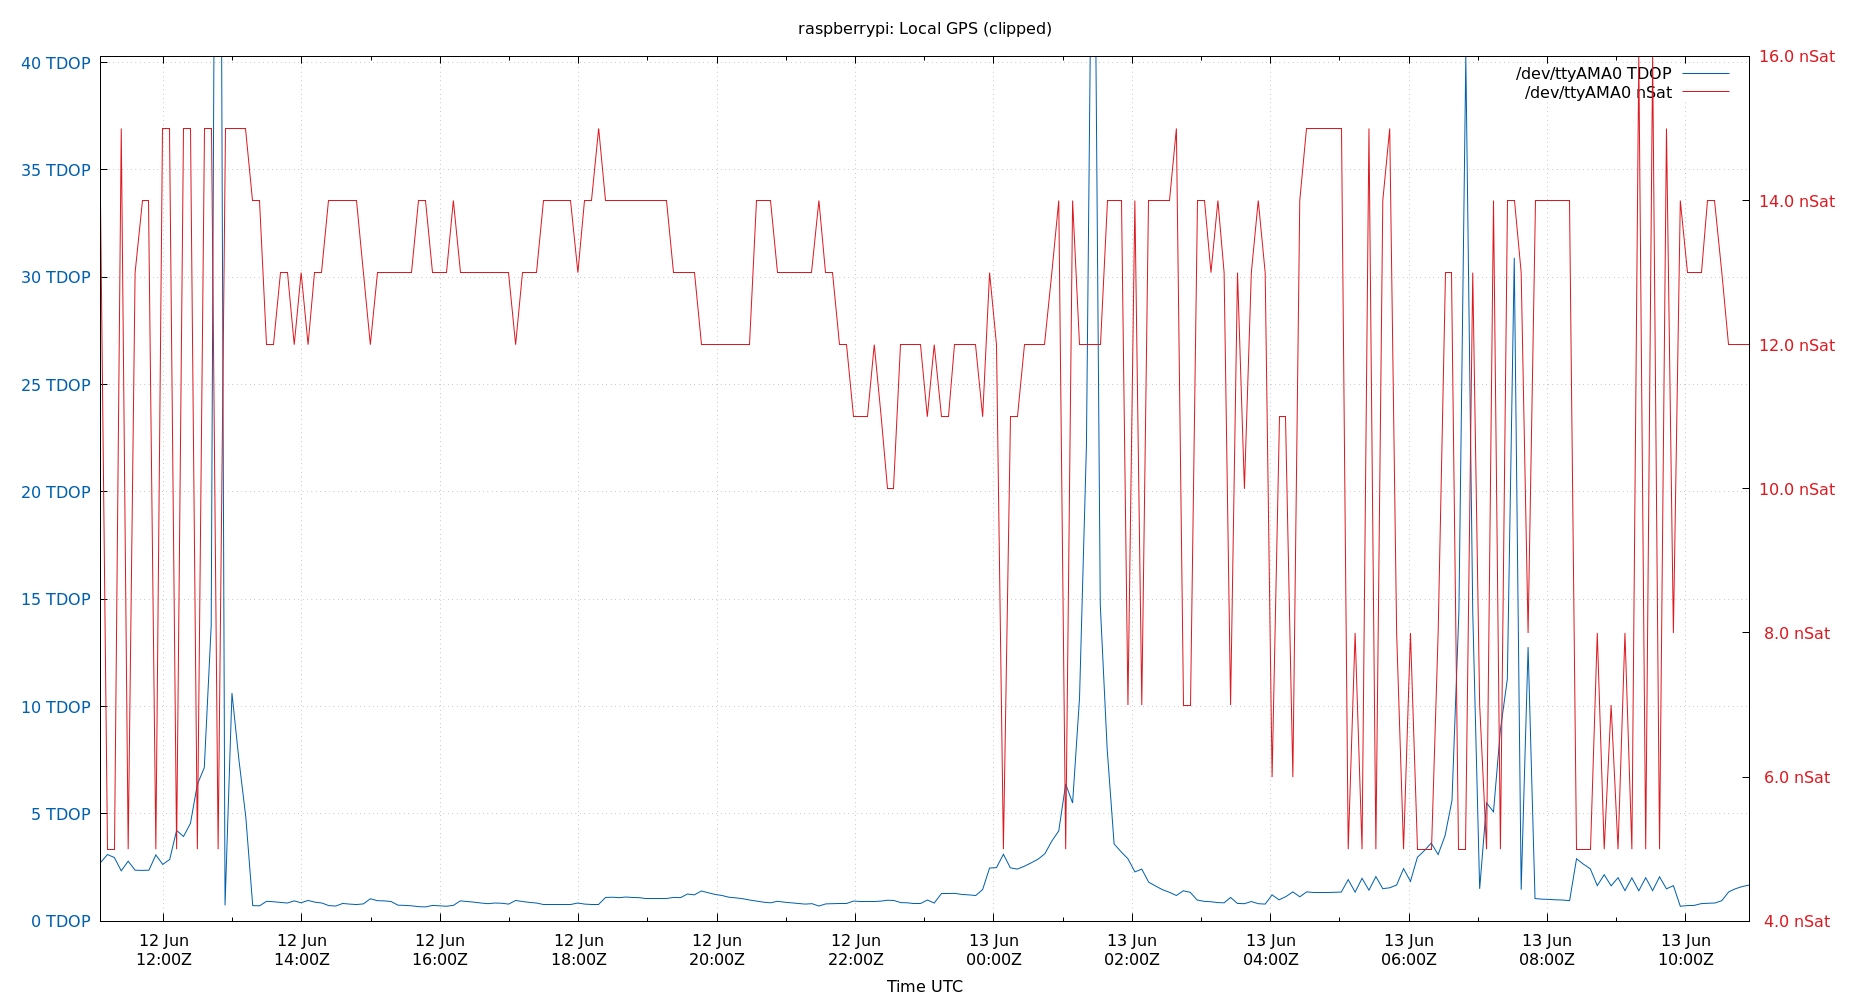 raspberrypi: Local GPS (clipped)
40 TDOP
35 TDOP
30 TDOP
25 TDOP
20 TDOP
15 TDOP
10 TDOP
5 TDOP
0 TDOP
16.0 nSat
14.0 nSat
12.0 nSat
10.0 nSat
8.0 nSat
6.0 nSat
4.0 nSat
/dev/ttyAMA0 TDOP
/dev/ttyAMA0 nSat
12 Jun
12:00Z
12 Jun
14:00Z
12 Jun
16:00Z
12 Jun
18:00Z
12 Jun
20:00Z
12 Jun
22:00Z
13 Jun
00:00Z
13 Jun
02:00Z
13 Jun
04:00Z
13 Jun
06:00Z
13 Jun
08:00Z
13 Jun
10:00Z
Time UTC